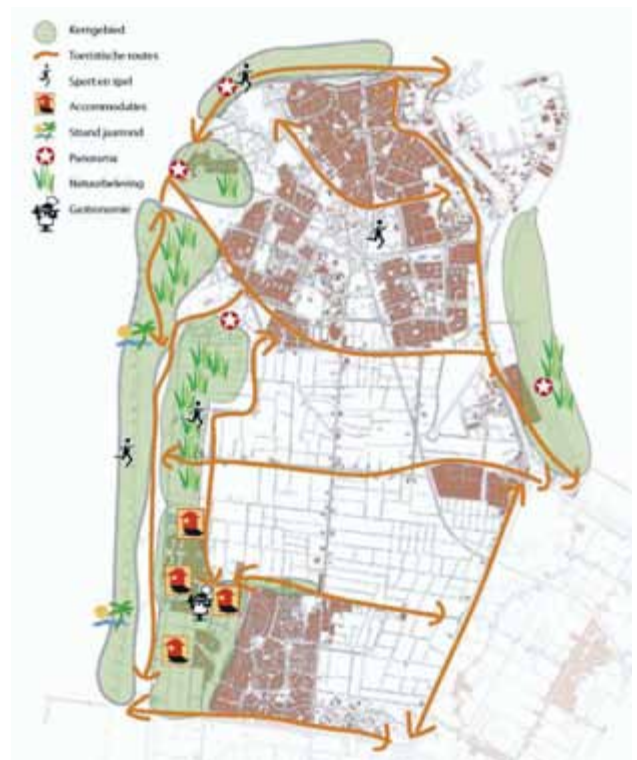 Kerngebied
Toeristische routes
Sport en spel
Accommodaties
Strand jaarrond
Panorama
Natuurbeleving
Gastronomie